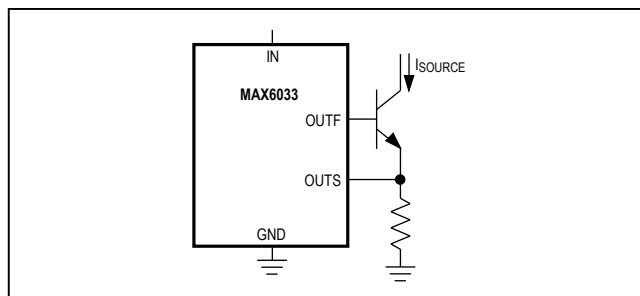 IN
MAX6033
ISOURCE
OUTF
OUTS
GND